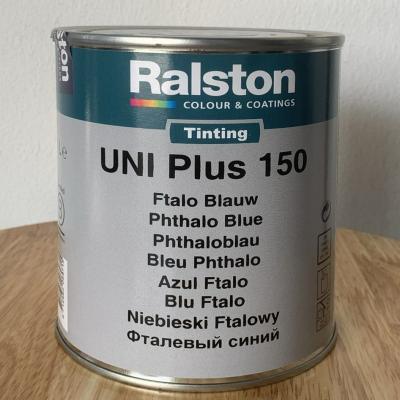 Ralston
COLOUR & COATINGS
Tinting
UNI Plus 150
Ftalo Blauw
Phthalo Blue
Phthaloblau
Bleu Phthalo
Azul Ftalo
Blu Ftalo
Niebieski Ftalowy
Фталевый синий